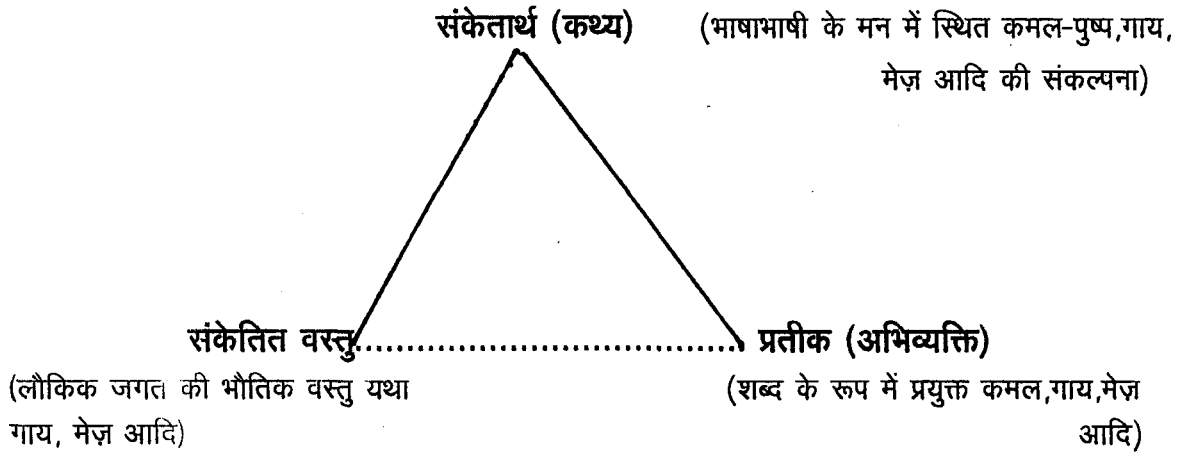 संकेतार्थ (कथ्य) (भाषाभाषी के मन में स्थित कमल-पुष्प,गाय,
मेज़ आदि की संकल्पना)
संकेतित वस्तु.................................. प्रतीक (अभिव्यक्ति)
(लौकिक जगत की भौतिक वस्तु यथा (शब्द के रूप में प्रयुक्त कमल,गाय,मेज़
गाय, मेज़ आदि) आदि)